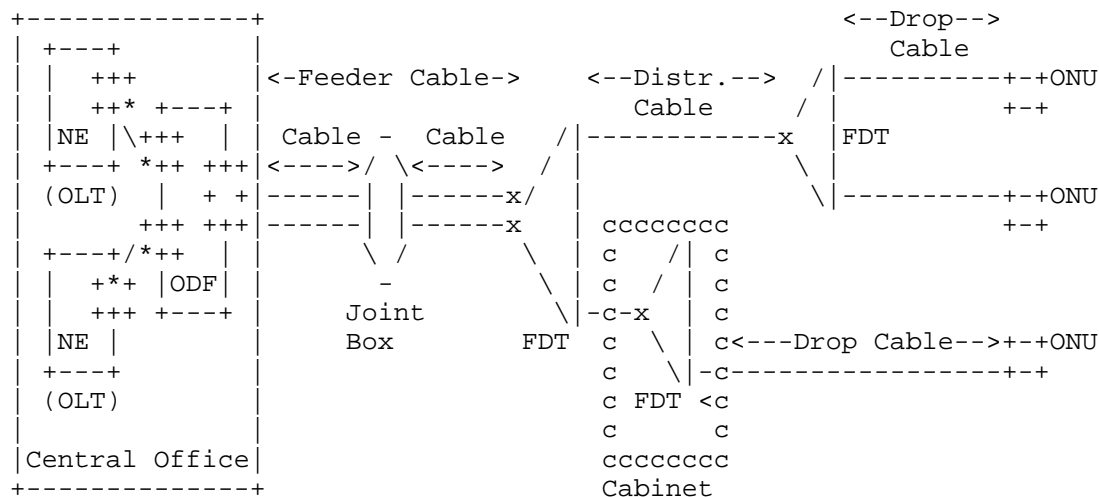 <--Drop-->
Cable
<-Feeder Cable-> <--Distr.--> ONU
Cable
NE Cable - Cable FDT
<----> <---->
(OLT) ONU
cccccccc
c c
ODF c c
Joint c x c
NE Box FDT c c <---Drop Cable--> ONU
c c
(OLT) c FDT <c
c c
Central Office cccccccc
Cabinet